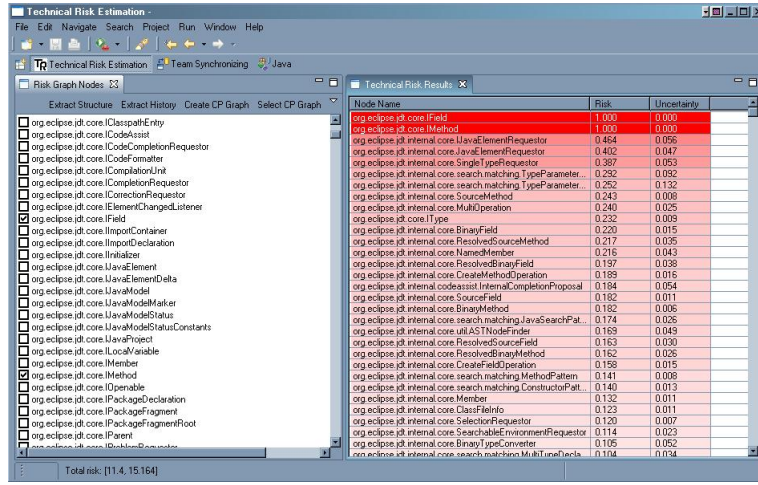 Technical Risk Estimation -
File Edit Navigate Search Project Run Window Help
Technical Risk Estimation Team Synchronizing Java
Risk Graph Nodes
Extract Structure Extract History Create CP Graph Select CP Graph
org.eclipse.jdt.core.IClasspathEntry
org.eclipse.jdt.core.ICodeAssist
org.eclipse.jdt.core.ICodeCompletionRequestor
org.eclipse.jdt.core.ICodeFormatter
org.eclipse.jdt.core.ICompilationUnit
org.eclipse.jdt.core.ICompletionRequestor
org.eclipse.jdt.core.ICorrectionRequestor
org.eclipse.jdt.core.IElementChangedListener
org.eclipse.jdt.core.IField
org.eclipse.jdt.core.IImportContainer
org.eclipse.jdt.core.IImportDeclaration
org.eclipse.jdt.core.IInitializer
org.eclipse.jdt.core.IJavaElement
org.eclipse.jdt.core.IJavaElementDelta
org.eclipse.jdt.core.IJavaModel
org.eclipse.jdt.core.IJavaModelMarker
org.eclipse.jdt.core.IJavaModelStatus
org.eclipse.jdt.core.IJavaModelStatusConstants
org.eclipse.jdt.core.IJavaProject
org.eclipse.jdt.core.ILocalVariable
org.eclipse.jdt.core.IMember
org.eclipse.jdt.core.IMethod
org.eclipse.jdt.core.IOpenable
org.eclipse.jdt.core.IPackageDeclaration
org.eclipse.jdt.core.IPackageFragment
org.eclipse.jdt.core.IPackageFragmentRoot
org.eclipse.jdt.core.IParent
org.eclipse.jdt.core.IProblemRequestor
Technical Risk Results
Node Name Risk Uncertainty
org.eclipse.jdt.core.IField 1.000 0.000
org.eclipse.jdt.core.IMethod 1.000 0.000
org.eclipse.jdt.internal.core.IJavaElementRequestor 0.464 0.056
org.eclipse.jdt.internal.core.JavaElementRequestor 0.402 0.047
org.eclipse.jdt.internal.core.SingleTypeRequestor 0.387 0.053
org.eclipse.jdt.internal.core.search.matching.TypeParameter... 0.292 0.092
org.eclipse.jdt.internal.core.search.matching.TypeParameter... 0.252 0.132
org.eclipse.jdt.internal.core.SourceMethod 0.243 0.008
org.eclipse.jdt.internal.core.MultiOperation 0.240 0.025
org.eclipse.jdt.core.IType 0.232 0.009
org.eclipse.jdt.internal.core.BinaryField 0.220 0.015
org.eclipse.jdt.internal.core.ResolvedSourceMethod 0.217 0.035
org.eclipse.jdt.internal.core.NamedMember 0.216 0.043
org.eclipse.jdt.internal.core.ResolvedBinaryField 0.197 0.038
org.eclipse.jdt.internal.core.CreateMethodOperation 0.189 0.016
org.eclipse.jdt.internal.codeassist.InternalCompletionProposal 0.184 0.054
org.eclipse.jdt.internal.core.SourceField 0.182 0.011
org.eclipse.jdt.internal.core.BinaryMethod 0.182 0.006
org.eclipse.jdt.internal.core.search.matching.JavaSearchPat... 0.174 0.026
org.eclipse.jdt.internal.core.util.ASTNodeFinder 0.169 0.049
org.eclipse.jdt.internal.core.ResolvedSourceField 0.163 0.030
org.eclipse.jdt.internal.core.ResolvedBinaryMethod 0.162 0.026
org.eclipse.jdt.internal.core.CreateFieldOperation 0.158 0.015
org.eclipse.jdt.internal.core.search.matching.MethodPattern 0.141 0.008
org.eclipse.jdt.internal.core.search.matching.ConstructorPatt... 0.140 0.013
org.eclipse.jdt.internal.core.Member 0.132 0.011
org.eclipse.jdt.internal.core.ClassFileInfo 0.123 0.011
org.eclipse.jdt.internal.core.SelectionRequestor 0.120 0.007
org.eclipse.jdt.internal.core.SearchableEnvironmentRequestor 0.114 0.023
org.eclipse.jdt.internal.core.BinaryTypeConverter 0.105 0.052
org.eclipse.jdt.internal.core.search.matching.MultiTypeDecla... 0.104 0.034
Total risk: [11.4, 15.164]